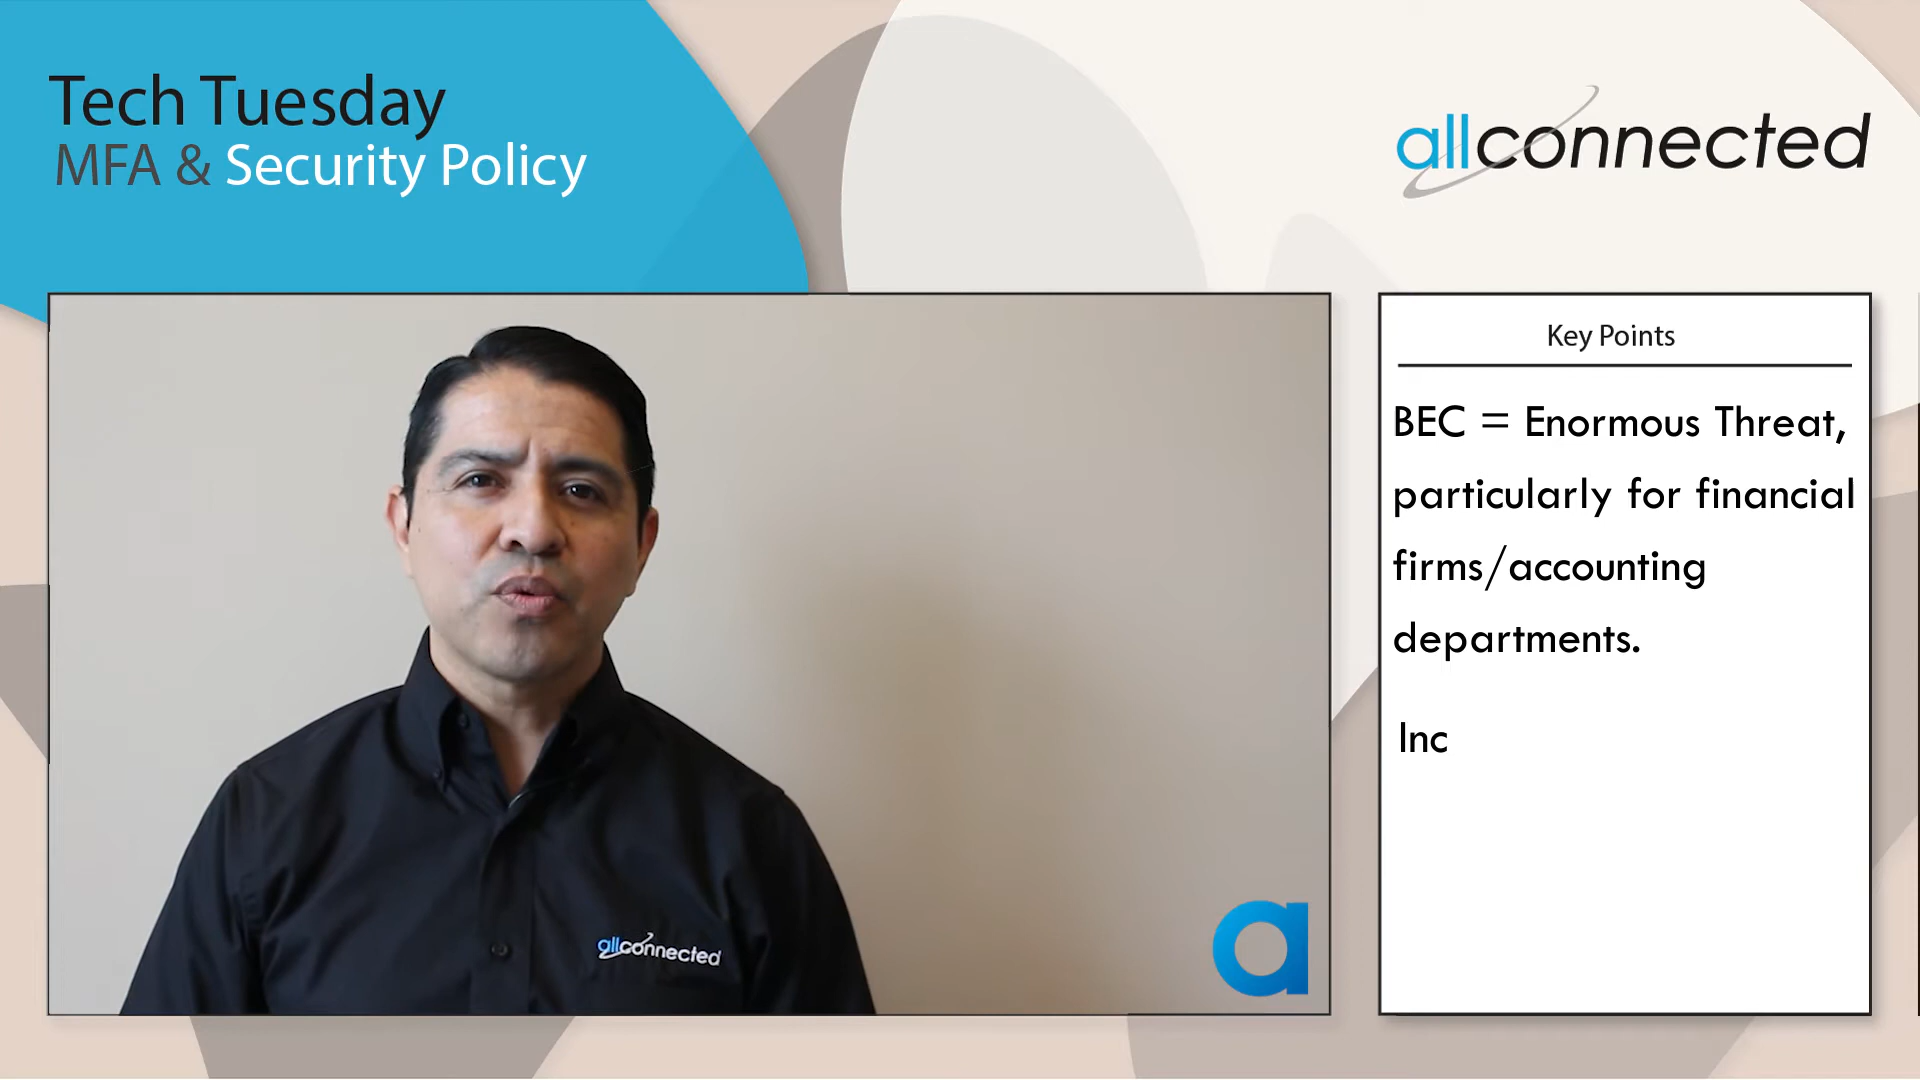 Tech Tuesday
MFA & Security Policy
allconnected
Key Points
BEC = Enormous Threat,
particularly for financial
firms/accounting
departments.
Inc
allconnected
a